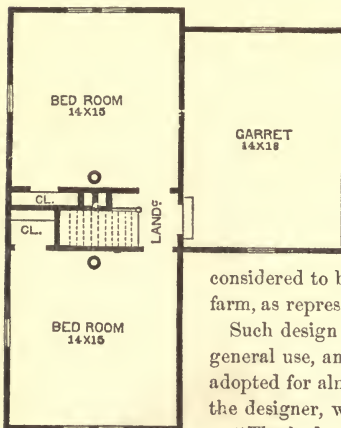 BED ROOM
14X15
GARRET
14X18
CL.
CL.
LANDG
BED ROOM
14X15
considered to b
farm, as repres
Such design
general use, an
adopted for alm
the designer, w